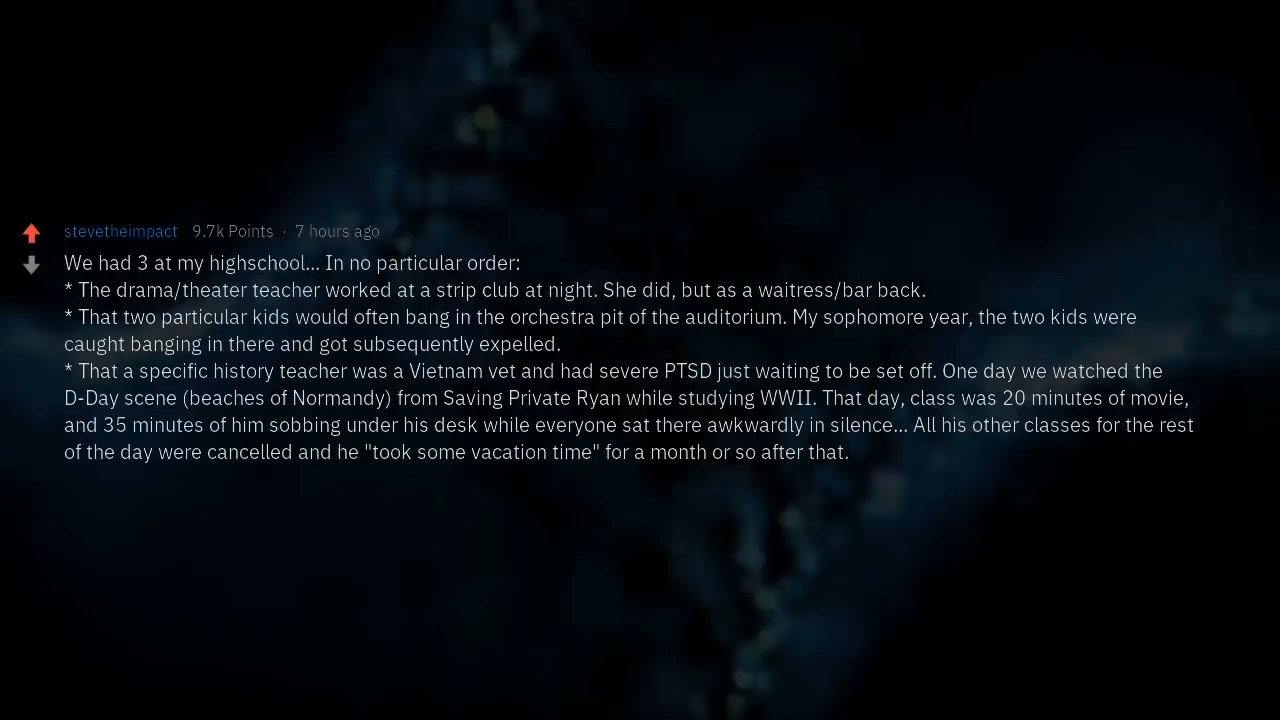 stevetheimpact 9.7k Points · 7 hours ago
We had 3 at my highschool... In no particular order:
* The drama/theater teacher worked at a strip club at night. She did, but as a waitress/bar back.
* That two particular kids would often bang in the orchestra pit of the auditorium. My sophomore year, the two kids were
caught banging in there and got subsequently expelled.
* That a specific history teacher was a Vietnam vet and had severe PTSD just waiting to be set off. One day we watched the
D-Day scene (beaches of Normandy) from Saving Private Ryan while studying WWII. That day, class was 20 minutes of movie,
and 35 minutes of him sobbing under his desk while everyone sat there awkwardly in silence... All his other classes for the rest
of the day were cancelled and he "took some vacation time" for a month or so after that.